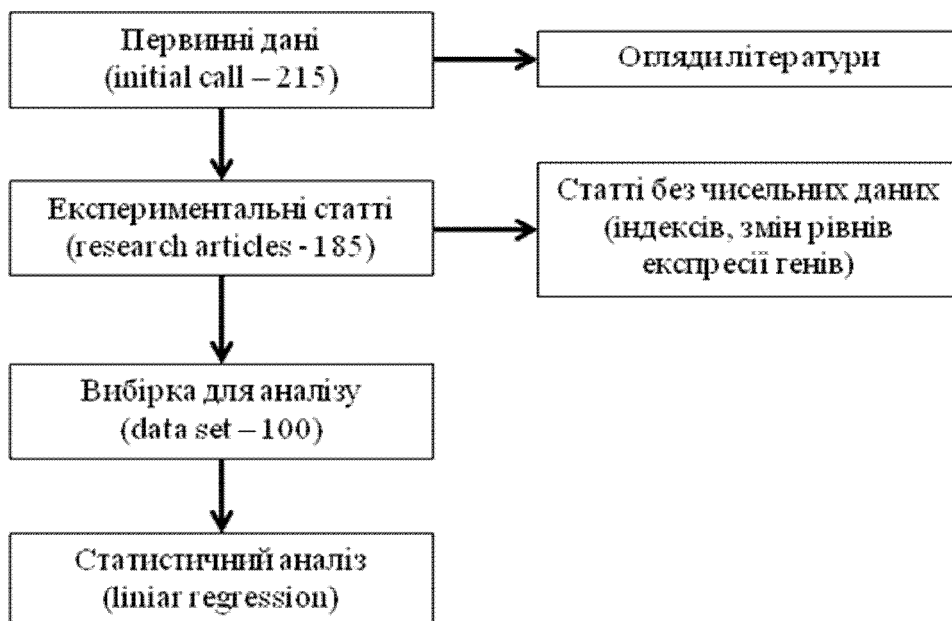 Первинні дані
(initial call – 215)
Огляди літератури
Експериментальні статті
(research articles - 185)
Статті без чисельних даних
(індексів, змін рівнів
експресії генів)
Вибірка для аналізу
(data set – 100)
Статистичний аналіз
(liniar regression)